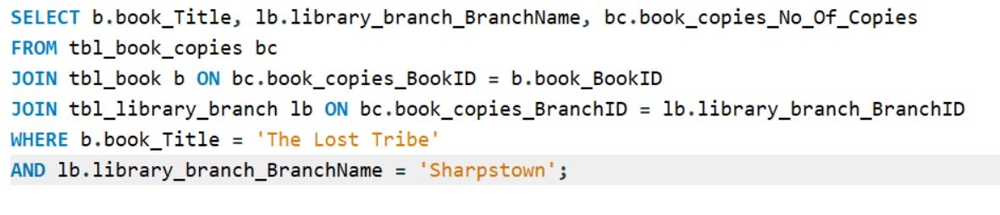 SELECT b.book_Title, lb.library_branch_BranchName, bc.book_copies_No_Of_Copies
FROM tbl_book_copies bc
JOIN tbl_book b ON bc.book_copies_BookID = b.book_BookID
JOIN tbl_library_branch lb ON bc.book_copies_BranchID = lb.library_branch_BranchID
WHERE b.book_Title = 'The Lost Tribe'
AND lb.library_branch_BranchName = 'Sharpstown';